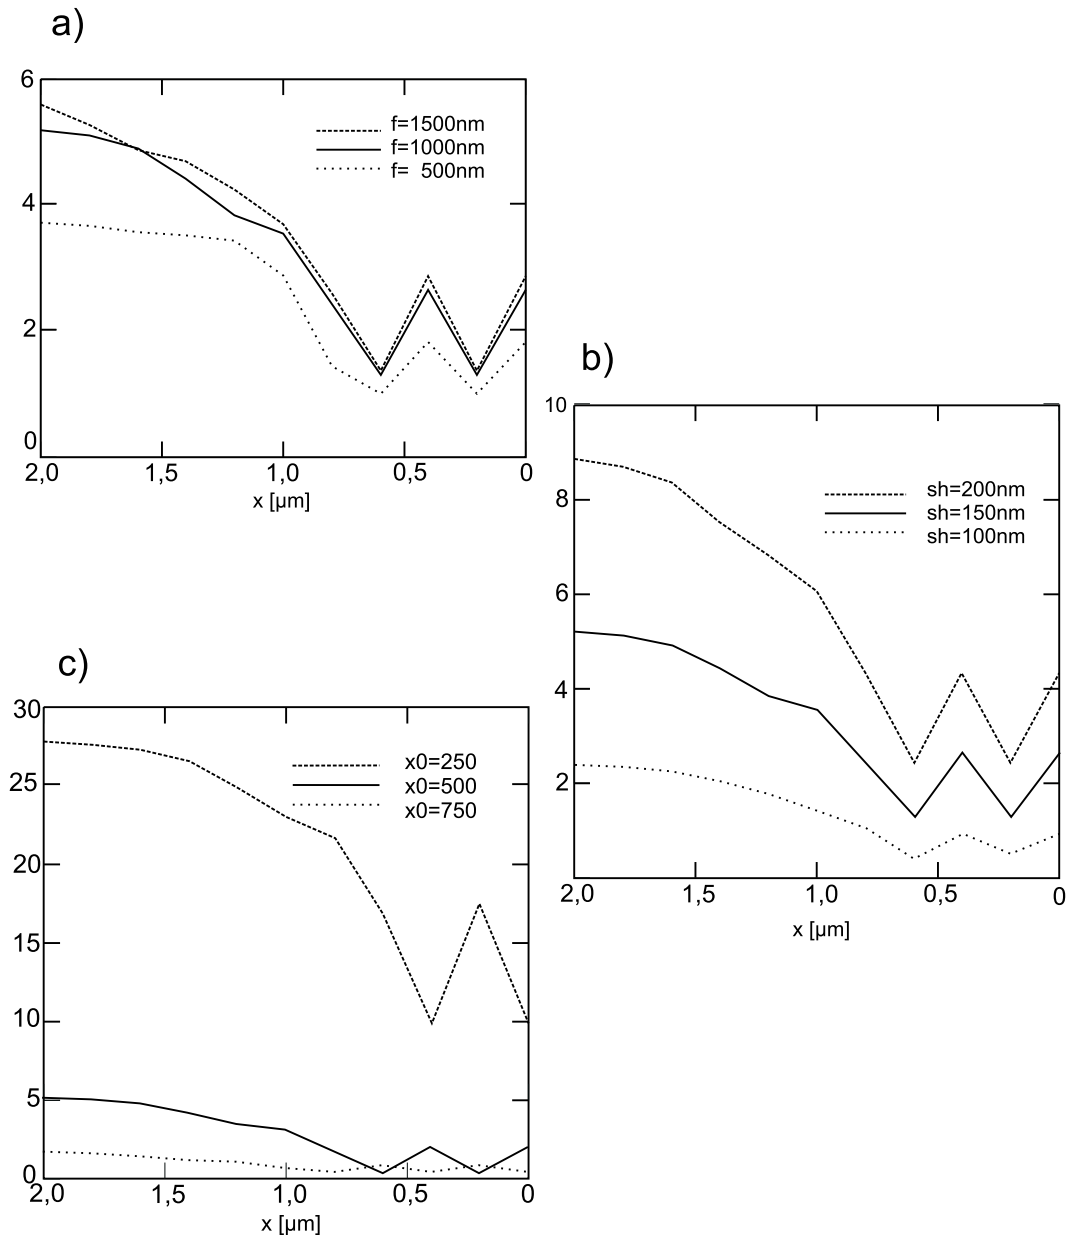 a)
6
f=1500nm
f=1000nm
f= 500nm
4
2
0
2,0 1,5 1,0 0,5 0
x [µm]
b)
10
sh=200nm
sh=150nm
sh=100nm
8
6
4
2
2,0 1,5 1,0 0,5 0
x [µm]
c)
30
x0=250
x0=500
x0=750
25
20
15
10
5
0
2,0 1,5 1,0 0,5 0
x [µm]